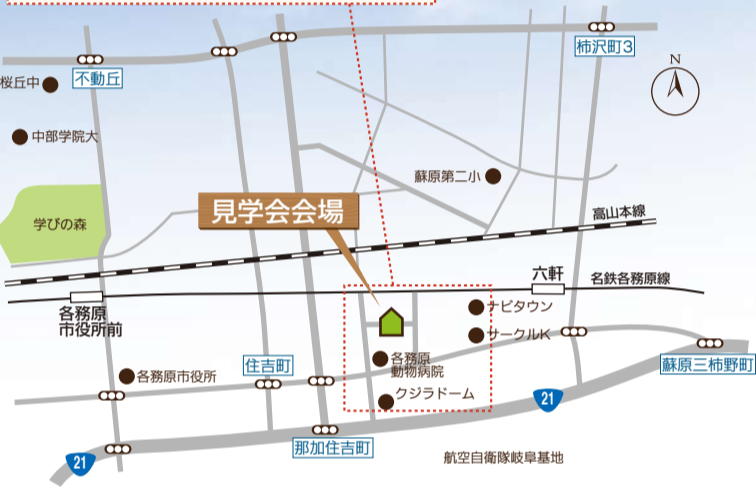 柿沢町3
不動丘
桜丘中
N
中部学院大
蘇原第二小
学びの森
見学会会場
高山本線
六軒
名鉄各務原線
各務原
市役所前
ナビタウン
サークルK
各務原
動物病院
住吉町
各務原市役所
蘇原三柿野町
クジラドーム
21
那加住吉町
21
航空自衛隊岐阜基地